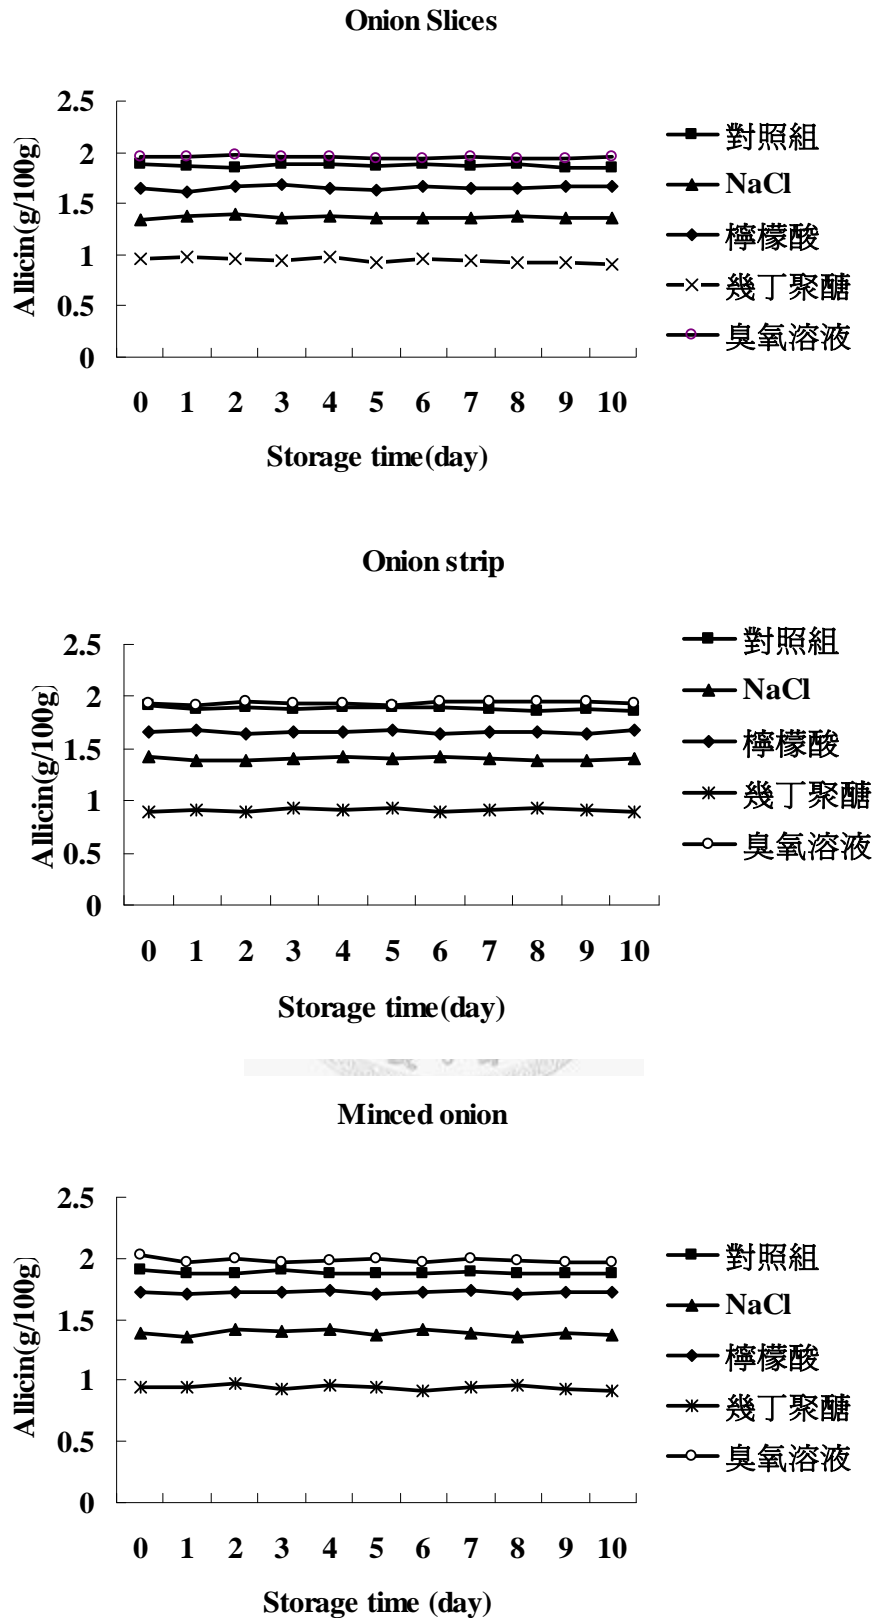 Onion Slices
Allicin(g/100g)
2.5
2
1.5
1
0.5
0
0 1 2 3 4 5 6 7 8 9 10
Storage time(day)
對照組
NaCl
檸檬酸
幾丁聚醣
臭氧溶液
Onion strip
Allicin(g/100g)
2.5
2
1.5
1
0.5
0
0 1 2 3 4 5 6 7 8 9 10
Storage time(day)
對照組
NaCl
檸檬酸
幾丁聚醣
臭氧溶液
Minced onion
Allicin(g/100g)
2.5
2
1.5
1
0.5
0
0 1 2 3 4 5 6 7 8 9 10
Storage time (day)
對照組
NaCl
檸檬酸
幾丁聚醣
臭氧溶液